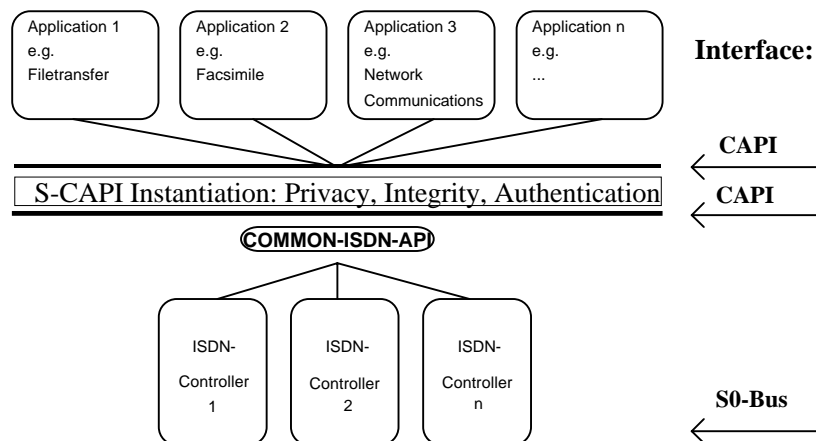 Application 1
e.g.
Filetransfer
Application 2
e.g.
Facsimile
Application 3
e.g.
Network
Communications
Application n
e.g.
...
Interface:
CAPI
S-CAPI Instantiation: Privacy, Integrity, Authentication
CAPI
COMMON-ISDN-API
ISDN-
Controller
1
ISDN-
Controller
2
ISDN-
Controller
n
S0-Bus